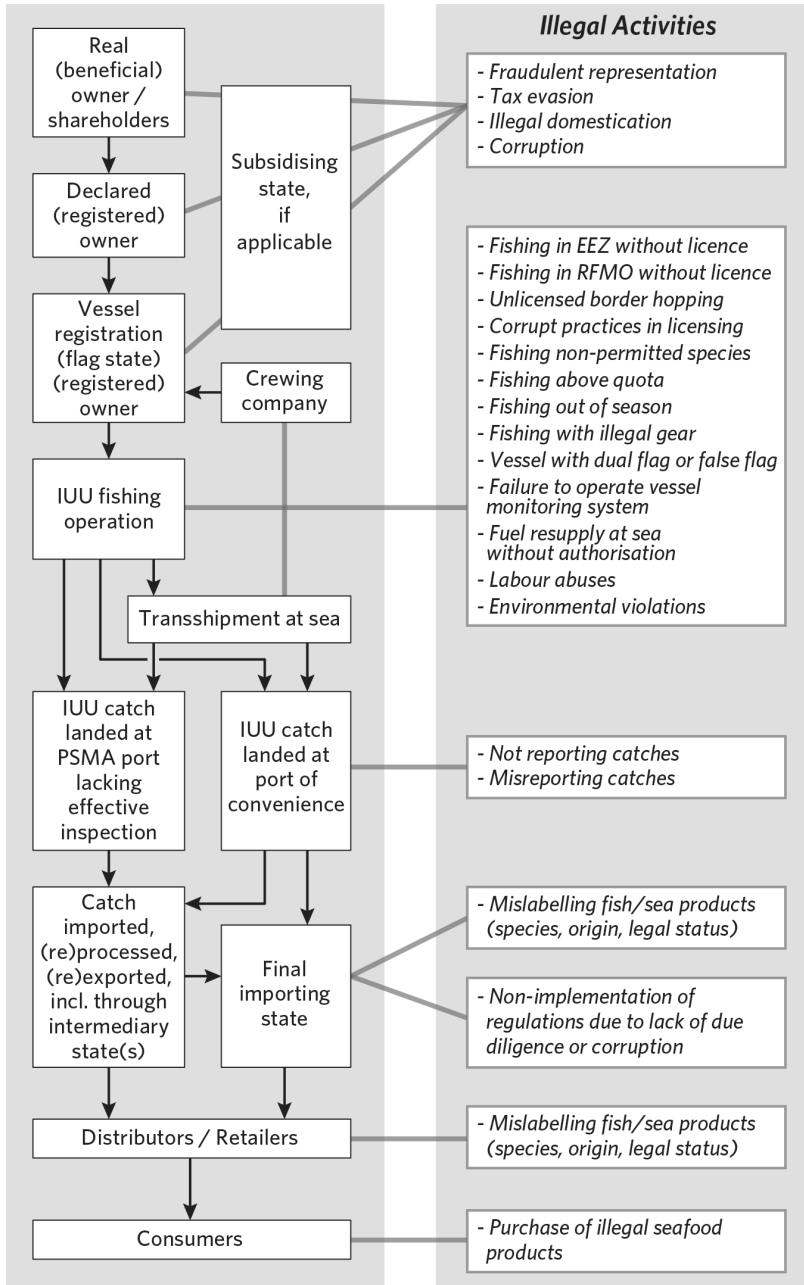 Real
(beneficial)
owner /
shareholders
Declared
(registered)
owner
Vessel
registration
(flag state)
(registered)
owner
Subsidising
state,
if
applicable
Crewing
company
IUU fishing
operation
Transshipment at sea
IUU catch
landed at
PSMA port
lacking
effective
inspection
IUU catch
landed at
port of
convenience
Catch
imported,
(re)processed,
(re)exported,
incl. through
intermediary
state(s)
Final
importing
state
Distributors / Retailers
Consumers
Illegal Activities
- Fraudulent representation
- Tax evasion
- Illegal domestication
- Corruption
- Fishing in EEZ without licence
- Fishing in RFMO without licence
- Unlicensed border hopping
- Corrupt practices in licensing
- Fishing non-permitted species
- Fishing above quota
- Fishing out of season
- Fishing with illegal gear
- Vessel with dual flag or false flag
- Failure to operate vessel
monitoring system
- Fuel resupply at sea
without authorisation
- Labour abuses
- Environmental violations
- Not reporting catches
- Misreporting catches
- Mislabelling fish/sea products
(species, origin, legal status)
- Non-implementation of
regulations due to lack of due
diligence or corruption
- Mislabelling fish/sea products
(species, origin, legal status)
- Purchase of illegal seafood
products